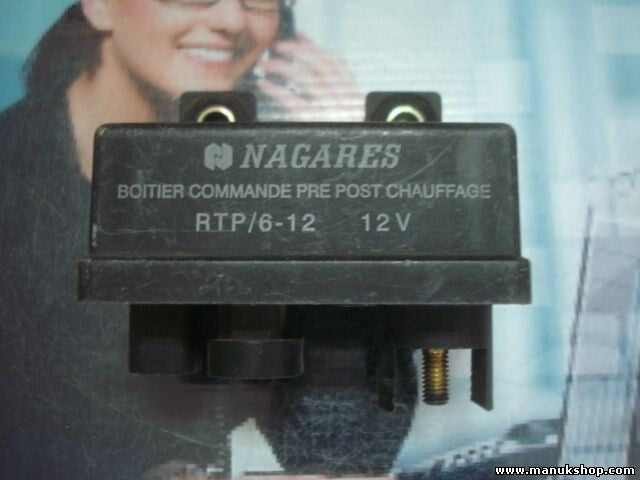 NAGARES
BOITIER COMMANDE PRE POST CHAUFFAGE
RTP/6-12 12V
www.manukshop.com